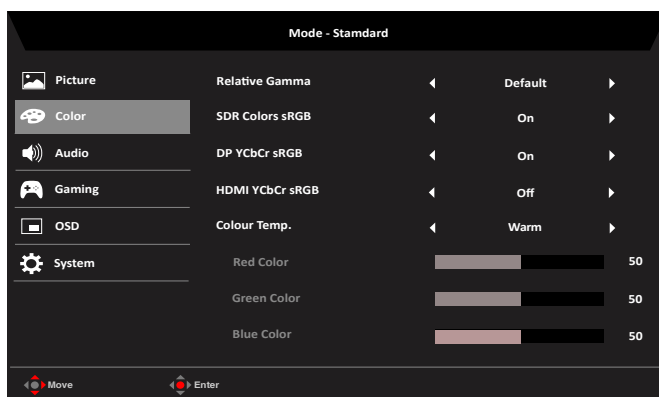 Mode - Stamdard
Picture
Relative Gamma
Default
Color
SDR Colors sRGB
On
Audio
DP YCbCr sRGB
On
Gaming
HDMI YCbCr sRGB
Off
OSD
Colour Temp.
Warm
System
Red Color
50
Green Color
50
Blue Color
50
Move
Enter